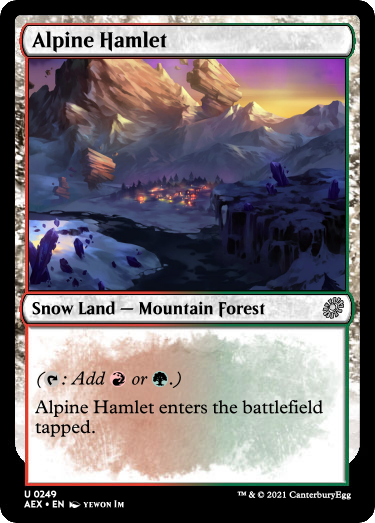 Alpine Hamlet
Snow Land — Mountain Forest
( : Add or .)
Alpine Hamlet enters the battlefield
tapped.
U 0249
AEX • EN YEWON IM
™ & © 2021 CanterburyEgg